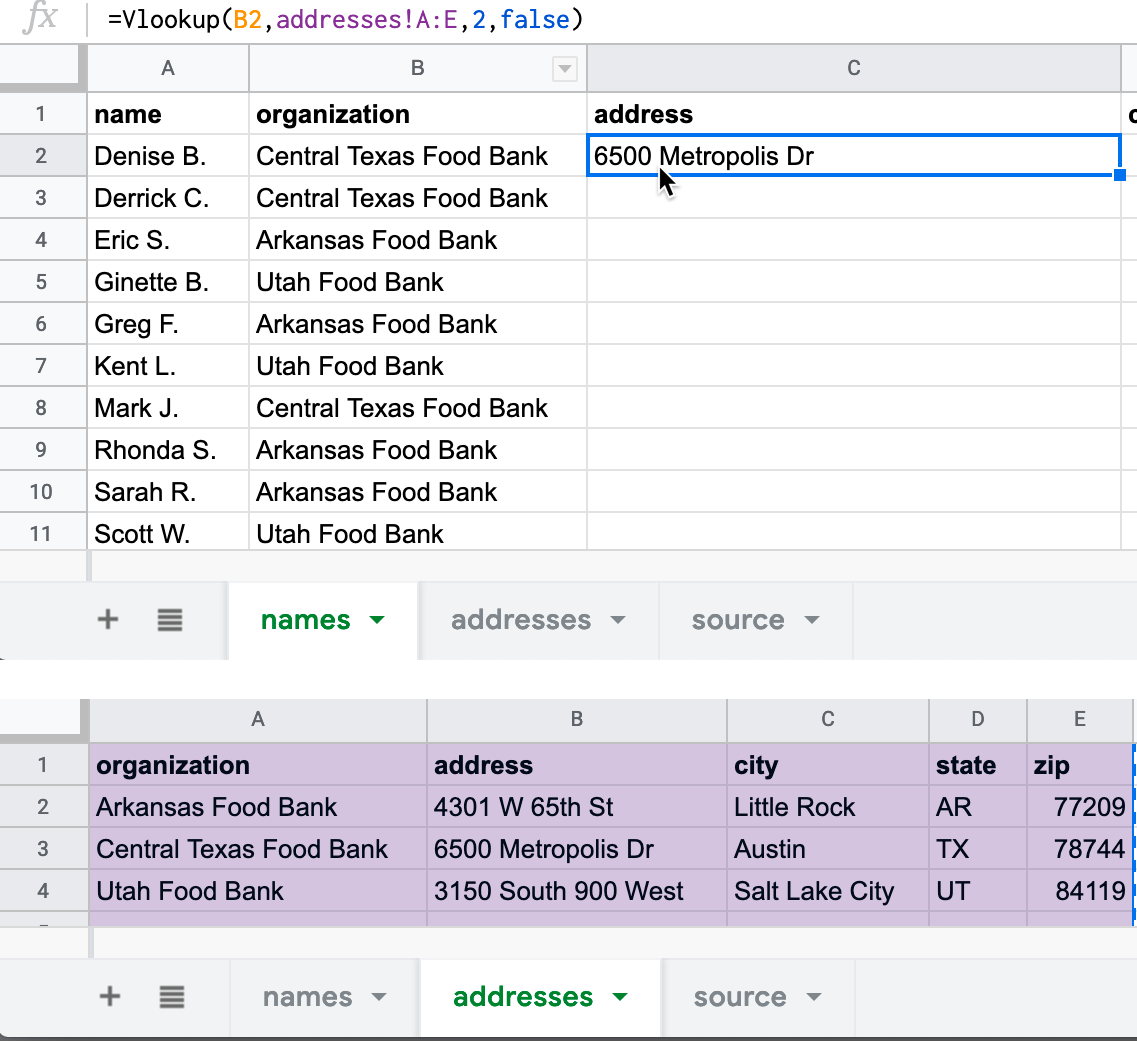 fx =Vlookup(B2,addresses!A:E,2,false)
A B C
1 name organization address
2 Denise B. Central Texas Food Bank 6500 Metropolis Dr
3 Derrick C. Central Texas Food Bank
4 Eric S. Arkansas Food Bank
5 Ginette B. Utah Food Bank
6 Greg F. Arkansas Food Bank
7 Kent L. Utah Food Bank
8 Mark J. Central Texas Food Bank
9 Rhonda S. Arkansas Food Bank
10 Sarah R. Arkansas Food Bank
11 Scott W. Utah Food Bank
+ names addresses source
A B C D E
1 organization address city state zip
2 Arkansas Food Bank 4301 W 65th St Little Rock AR 77209
3 Central Texas Food Bank 6500 Metropolis Dr Austin TX 78744
4 Utah Food Bank 3150 South 900 West Salt Lake City UT 84119
+ names addresses source